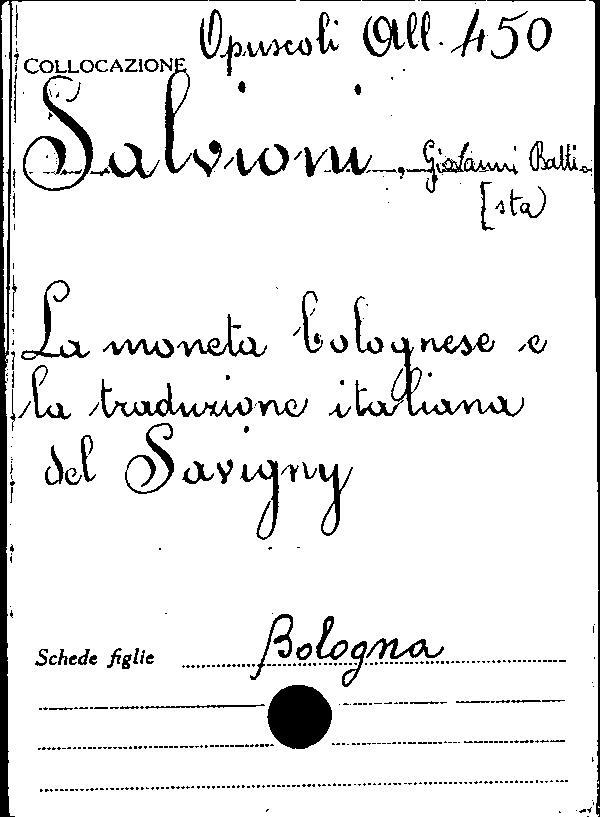 COLLOCAZIONE Opuscoli All. 450
Salvioni, Giovanni Batti-
[sta)
La moneta bolognese e
la traduzione italiana
del Savigny
Schede figlie Bologna